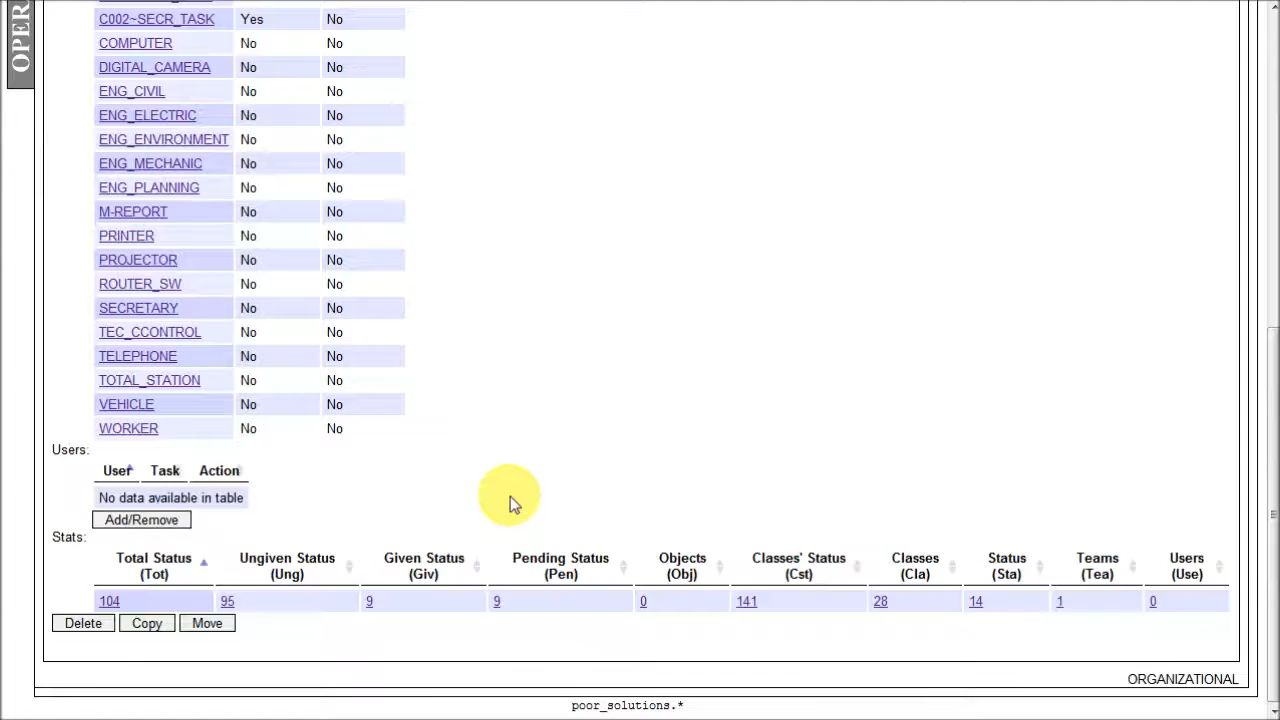 OPER
C002~SECR_TASK Yes No
COMPUTER No No
DIGITAL_CAMERA No No
ENG_CIVIL No No
ENG_ELECTRIC No No
ENG_ENVIRONMENT No No
ENG_MECHANIC No No
ENG_PLANNING No No
M-REPORT No No
PRINTER No No
PROJECTOR No No
ROUTER_SW No No
SECRETARY No No
TEC_CCONTROL No No
TELEPHONE No No
TOTAL_STATION No No
VEHICLE No No
WORKER No No
Users:
User Task Action
No data available in table
Add/Remove
Stats:
Total Status Ungiven Status Given Status Pending Status Objects Classes' Status Classes Status Teams Users
(Tot) (Ung) (Giv) (Pen) (Obj) (Cst) (Cla) (Sta) (Tea) (Use)
104 95 9 9 0 141 28 14 1 0
Delete Copy Move
ORGANIZATIONAL
poor_solutions.*